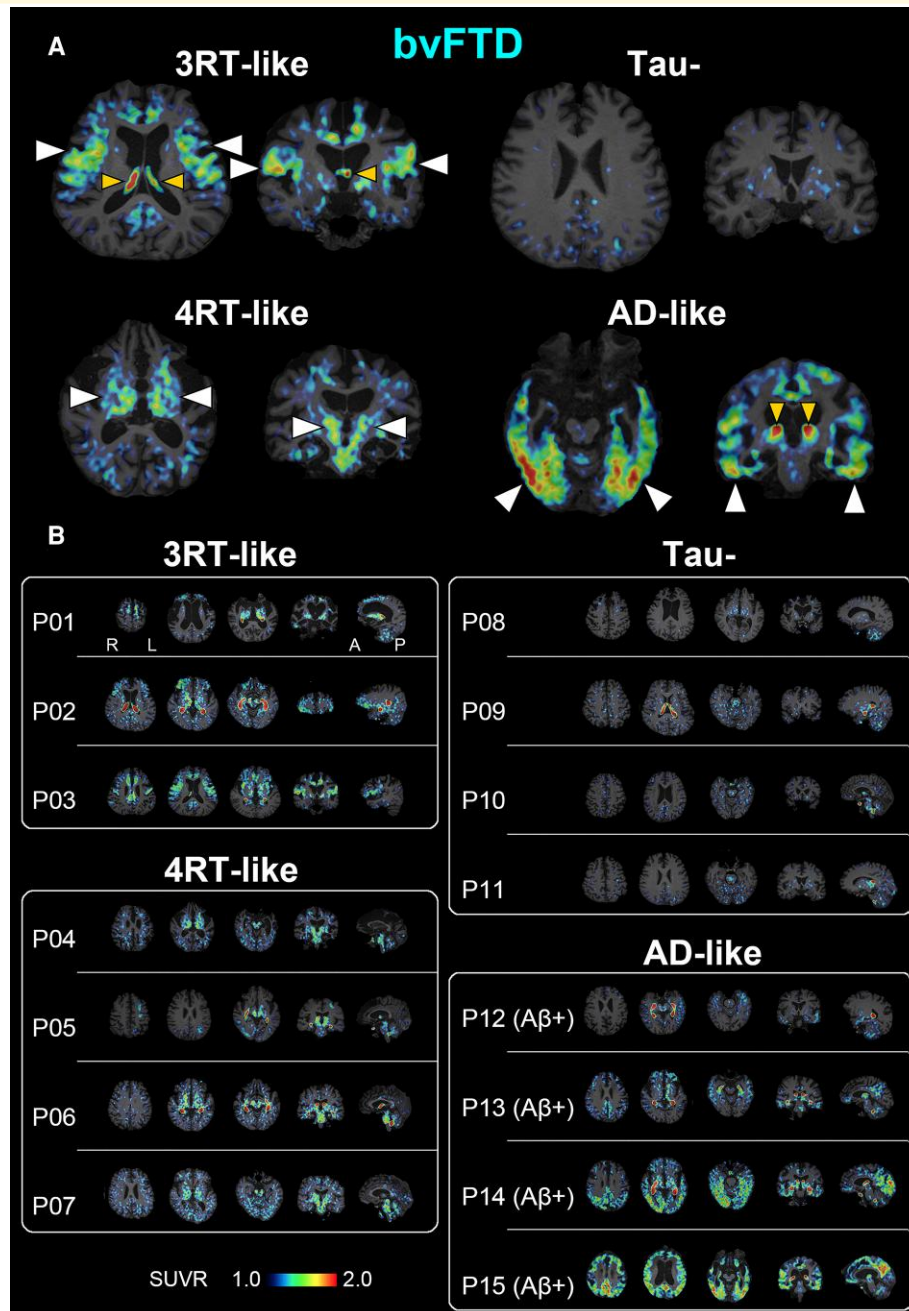 A
bvFTD
3RT-like
Tau-
4RT-like
AD-like
B
3RT-like
P01
R L A P
P02
P03
4RT-like
P04
P05
P06
P07
SUVR 1.0 2.0
Tau-
P08
P09
P10
P11
AD-like
P12 (Aβ+)
P13 (Aβ+)
P14 (Aβ+)
P15 (Aβ+)